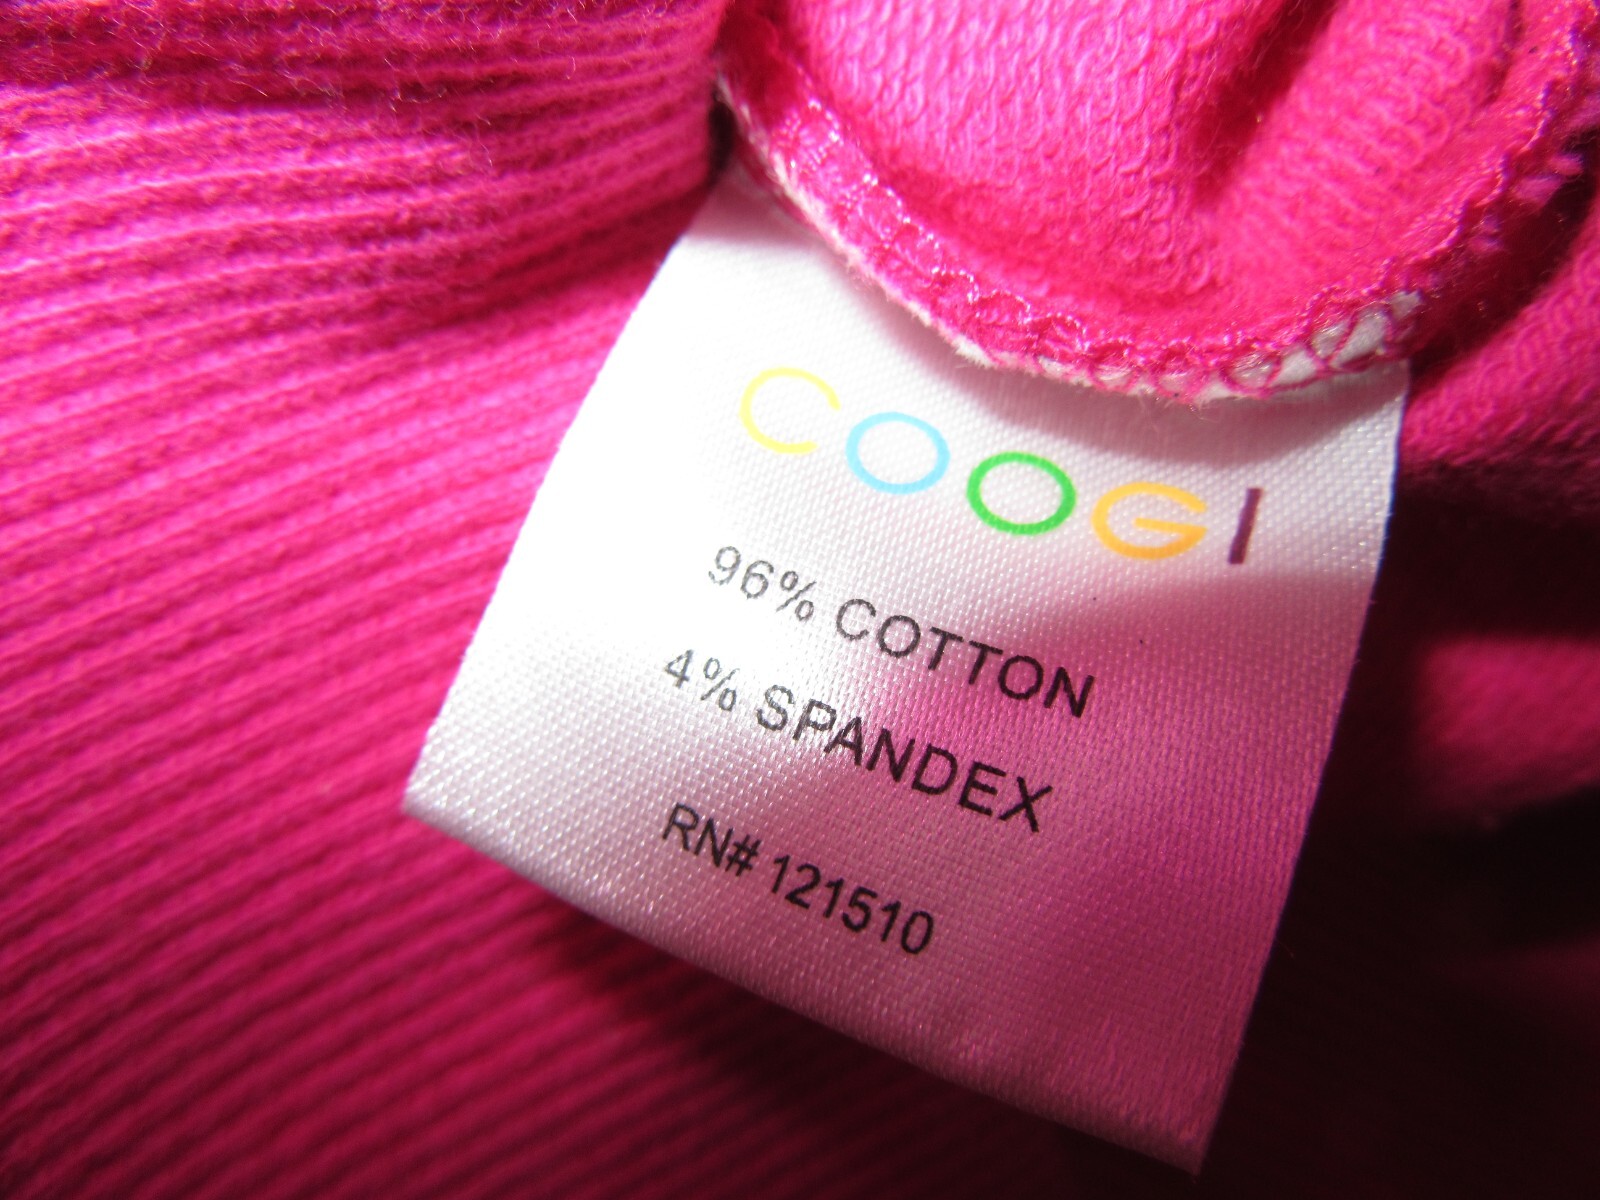 COOGI
96% COTTON
4% SPANDEX
RN# 121510